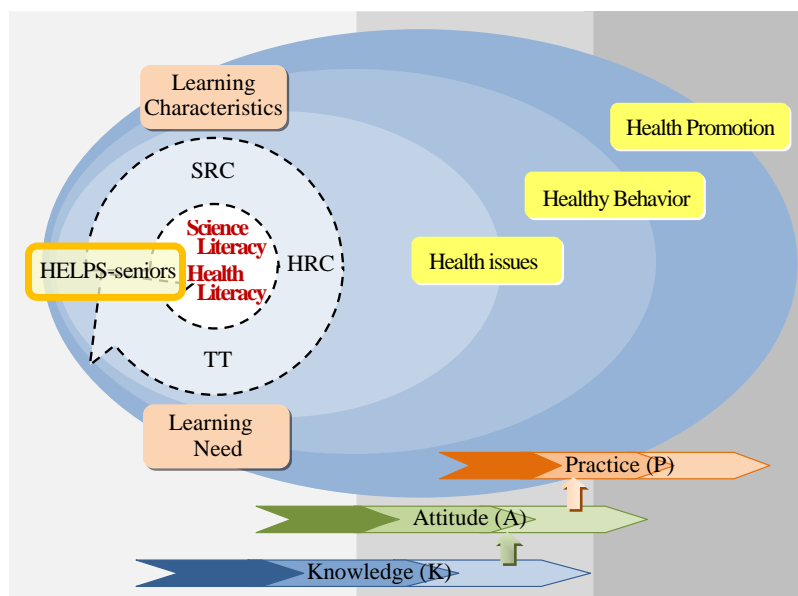 Learning
Characteristics
Health Promotion
SRC
Healthy Behavior
Science
Literacy
HELPS-seniors
Health
Literacy
HRC
Health issues
TT
Learning
Need
Practice (P)
Attitude (A)
Knowledge (K)